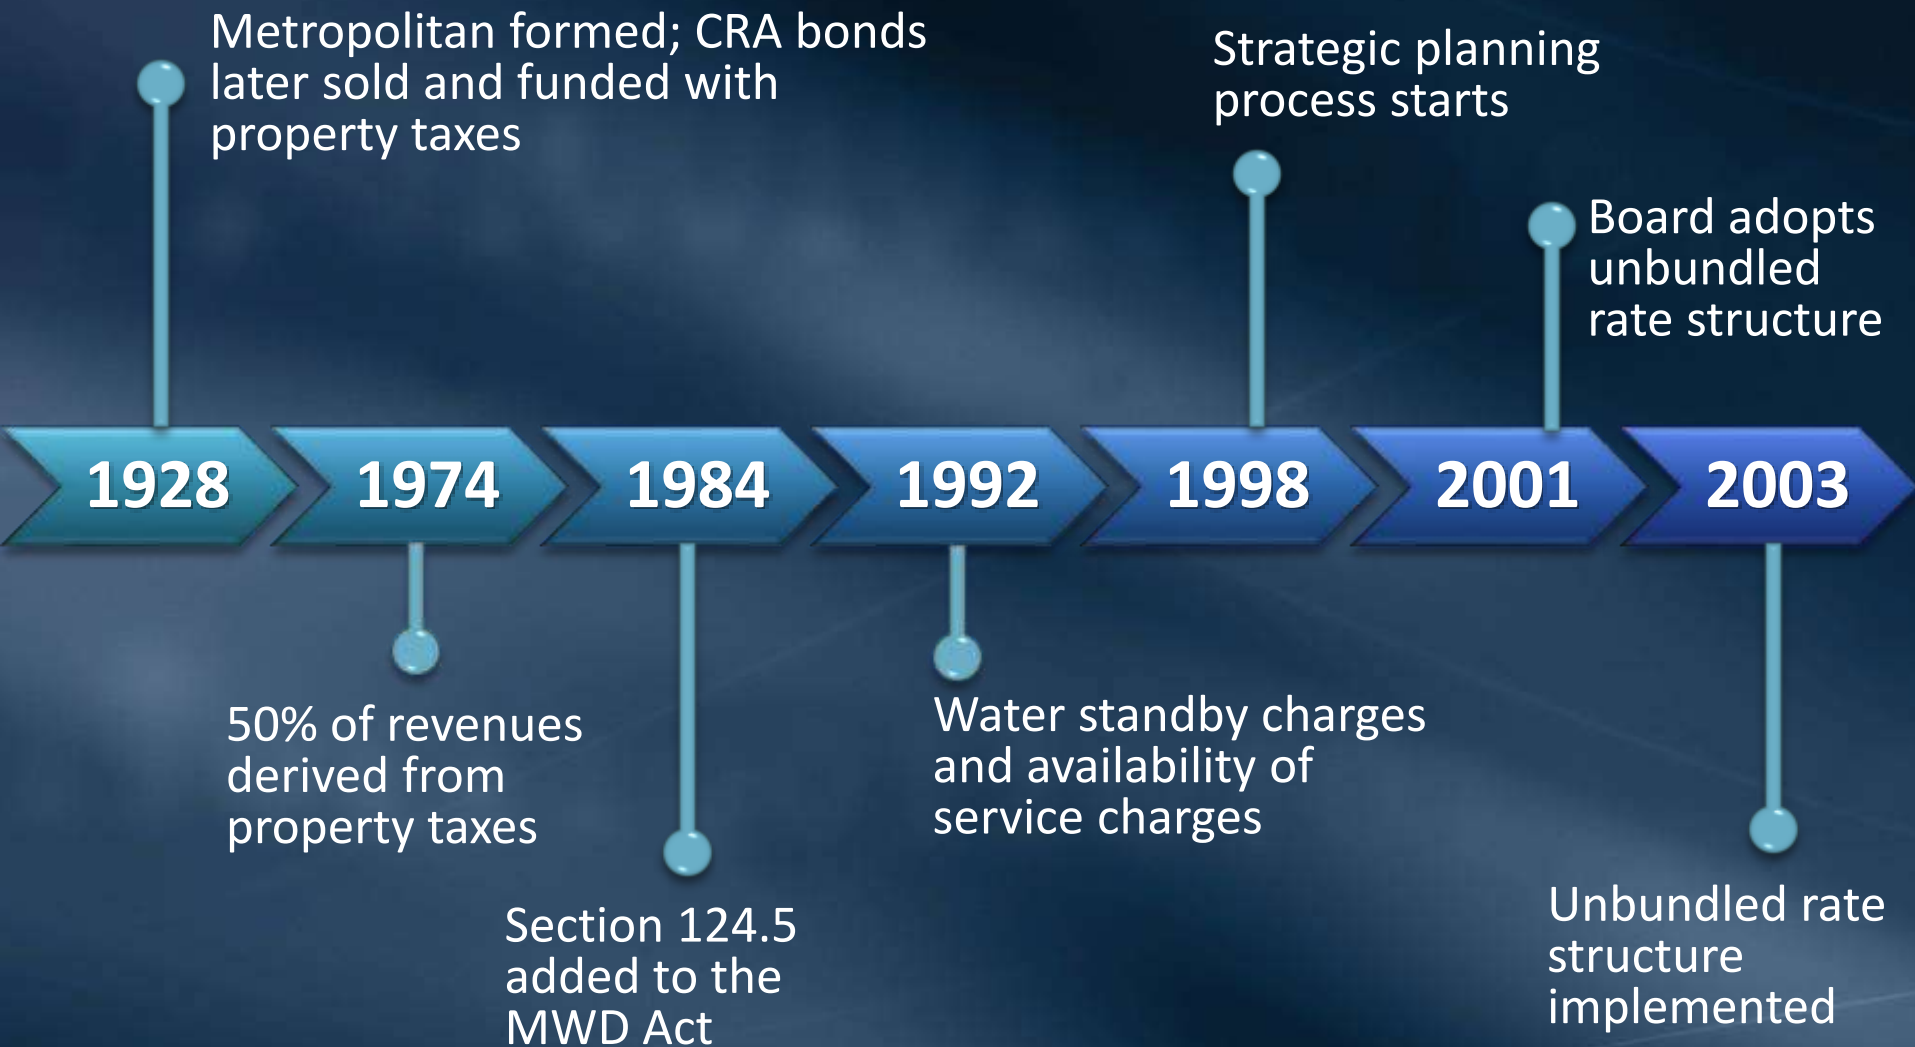 Metropolitan formed; CRA bonds
later sold and funded with
property taxes
Strategic planning
process starts
Board adopts
unbundled
rate structure
1928
1974
1984
1992
1998
2001
2003
50% of revenues
derived from
property taxes
Section 124.5
added to the
MWD Act
Water standby charges
and availability of
service charges
Unbundled rate
structure
implemented